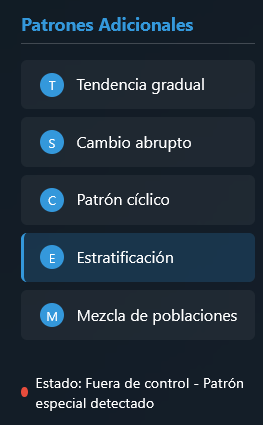 Patrones Adicionales
T Tendencia gradual
S Cambio abrupto
C Patrón cíclico
E Estratificación
M Mezcla de poblaciones
Estado: Fuera de control - Patrón
especial detectado